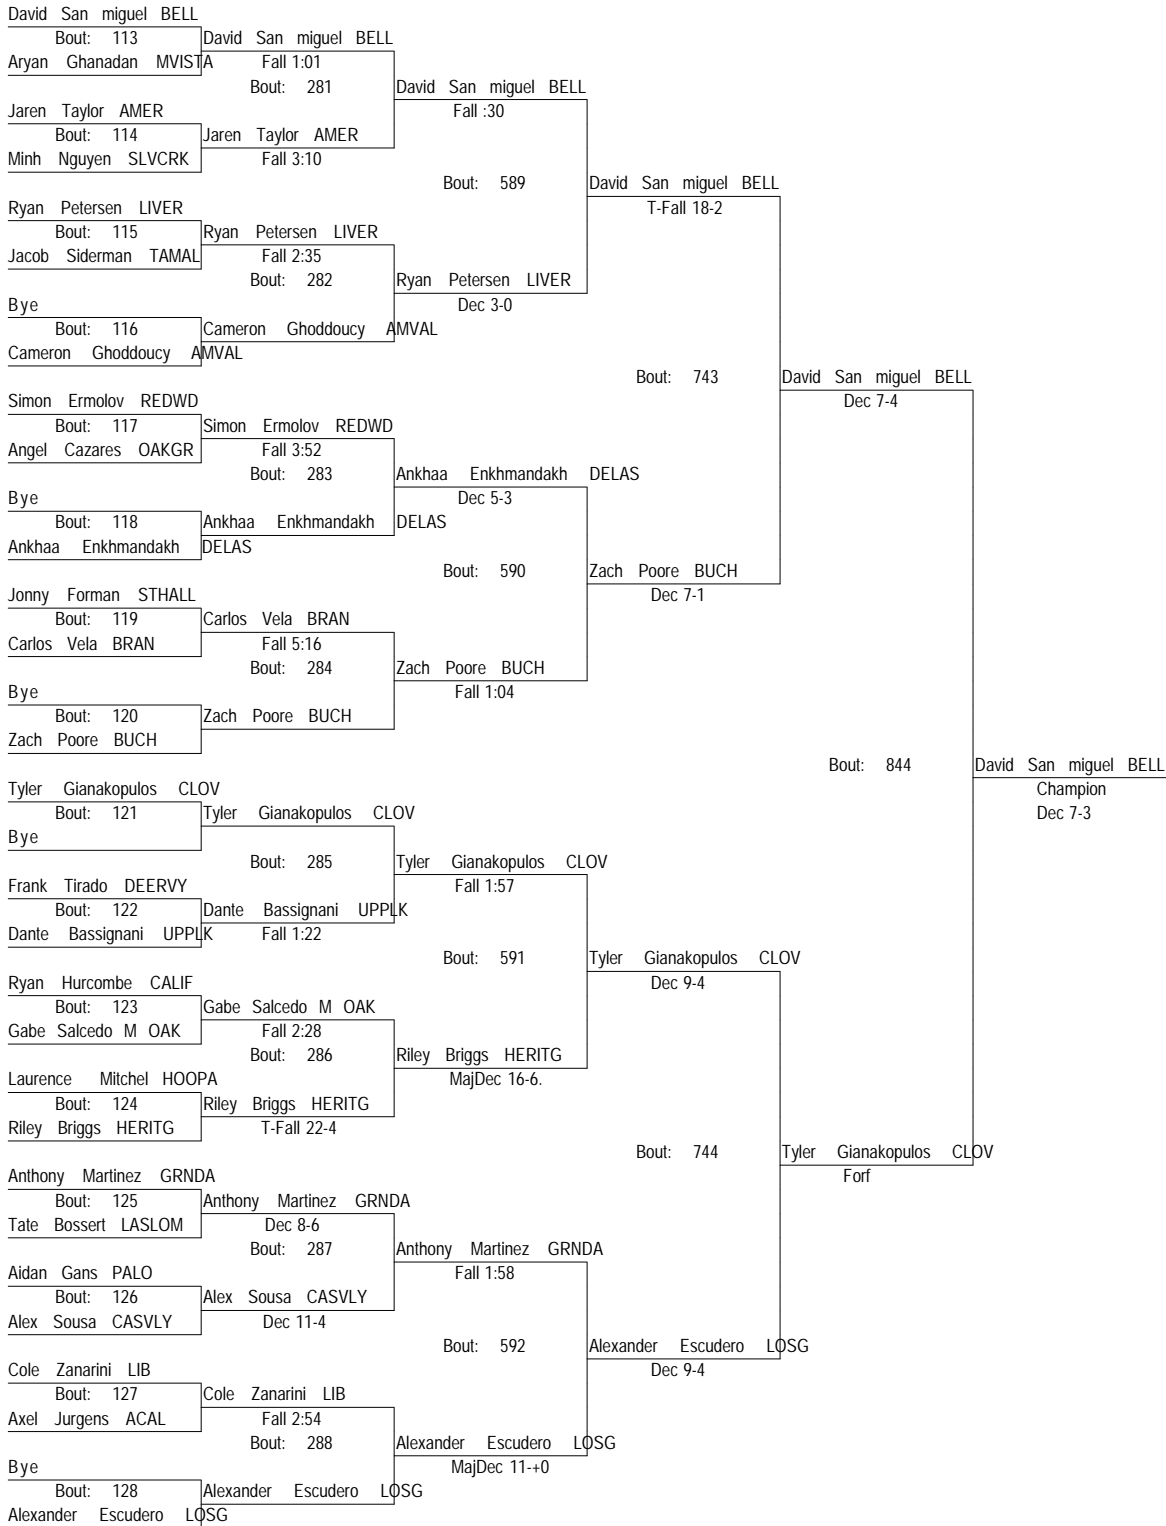 David San miguel BELL
Bout: 113
David San miguel BELL
Aryan Ghanadan MVISTA
Fall 1:01
Bout: 281
David San miguel BELL
Jaren Taylor AMER
Fall :30
Bout: 114
Jaren Taylor AMER
Minh Nguyen SLVCRK
Fall 3:10
Bout: 589
David San miguel BELL
Ryan Petersen LIVER
T-Fall 18-2
Bout: 115
Ryan Petersen LIVER
Jacob Siderman TAMAL
Fall 2:35
Bout: 282
Ryan Petersen LIVER
Bye
Dec 3-0
Bout: 116
Cameron Ghoddoucy AMVAL
Cameron Ghoddoucy AMVAL
Bout: 743
David San miguel BELL
Simon Ermolov REDWD
Dec 7-4
Bout: 117
Simon Ermolov REDWD
Angel Cazares OAKGR
Fall 3:52
Bout: 283
Ankhaa Enkhmandakh DELAS
Bye
Dec 5-3
Bout: 118
Ankhaa Enkhmandakh DELAS
Ankhaa Enkhmandakh DELAS
Bout: 590
Zach Poore BUCH
Jonny Forman STHALL
Dec 7-1
Bout: 119
Carlos Vela BRAN
Carlos Vela BRAN
Fall 5:16
Bout: 284
Zach Poore BUCH
Bye
Fall 1:04
Bout: 120
Zach Poore BUCH
Zach Poore BUCH
Bout: 844
David San miguel BELL
Tyler Gianakopulos CLOV
Champion
Bout: 121
Tyler Gianakopulos CLOV
Dec 7-3
Bye
Bout: 285
Tyler Gianakopulos CLOV
Frank Tirado DEERVY
Fall 1:57
Bout: 122
Dante Bassignani UPPLK
Dante Bassignani UPPLK
Fall 1:22
Bout: 591
Tyler Gianakopulos CLOV
Ryan Hurcombe CALIF
Dec 9-4
Bout: 123
Gabe Salcedo M OAK
Gabe Salcedo M OAK
Fall 2:28
Bout: 286
Riley Briggs HERITG
Laurence Mitchel HOOPA
MajDec 16-6.
Bout: 124
Riley Briggs HERITG
Riley Briggs HERITG
T-Fall 22-4
Bout: 744
Tyler Gianakopulos CLOV
Anthony Martinez GRNDA
Forf
Bout: 125
Anthony Martinez GRNDA
Tate Bossert LASLOM
Dec 8-6
Bout: 287
Anthony Martinez GRNDA
Aidan Gans PALO
Fall 1:58
Bout: 126
Alex Sousa CASVLY
Alex Sousa CASVLY
Dec 11-4
Bout: 592
Alexander Escudero LOSG
Cole Zanarini LIB
Dec 9-4
Bout: 127
Cole Zanarini LIB
Axel Jurgens ACAL
Fall 2:54
Bout: 288
Alexander Escudero LOSG
Bye
MajDec 11-+0
Bout: 128
Alexander Escudero LOSG
Alexander Escudero LOSG